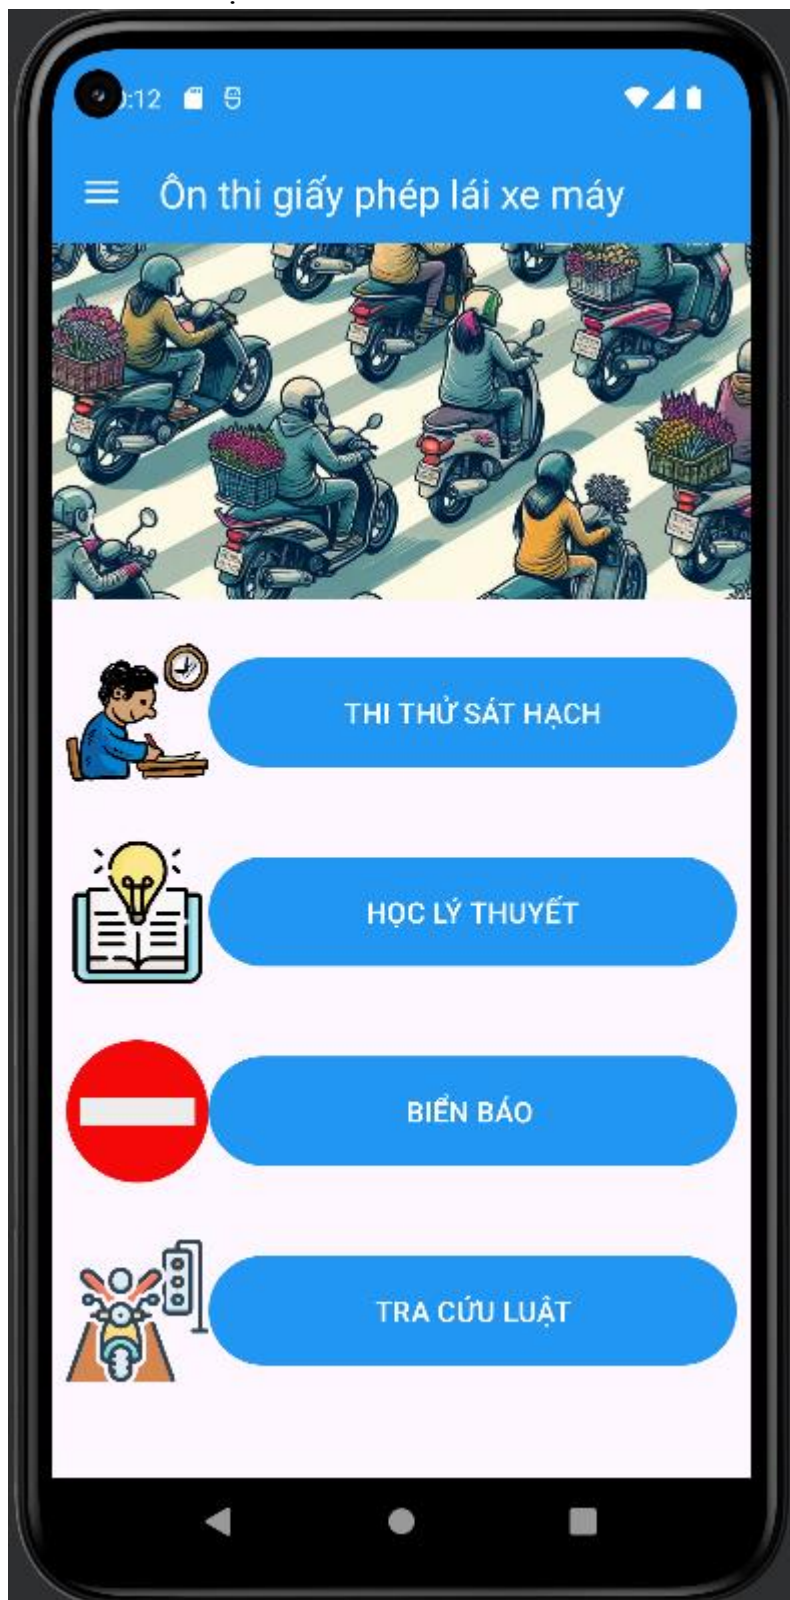 :12
Ôn thi giấy phép lái xe máy
THI THỬ SÁT HẠCH
HỌC LÝ THUYẾT
BIỂN BÁO
TRA CỨU LUẬT